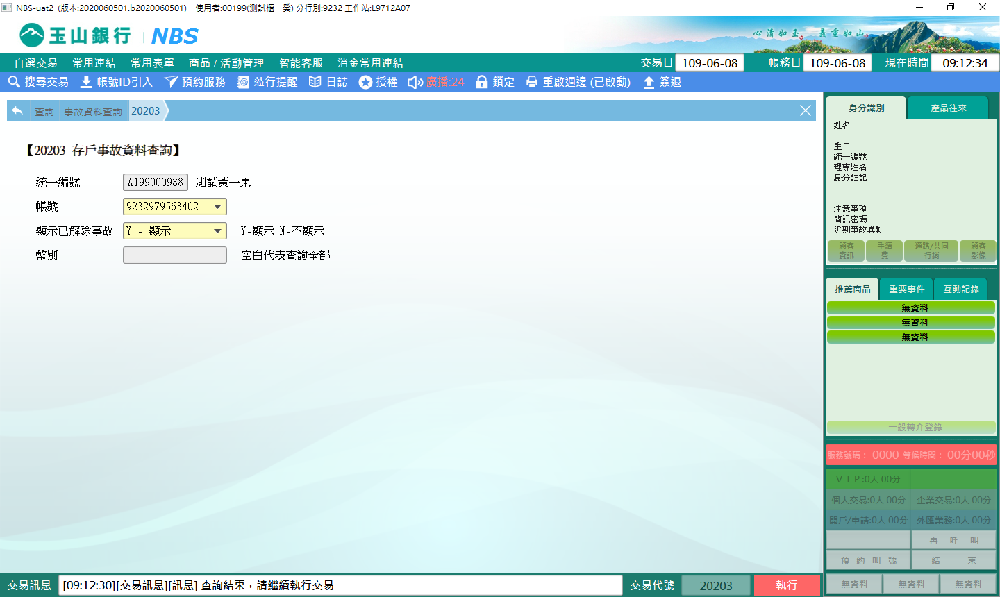 NBS-uat2 (版本:2020060501.b2020060501) 使用者:00199(測試櫃一癸) 分行別:9232 工作站:L9712A07
玉山銀行 | NBS
心清如玉。義重如山。
自選交易 常用連結 常用表單 商品 / 活動管理 智能客服 消金常用連結 交易日 109-06-08 帳務日 109-06-08 現在時間 09:12:34
搜尋交易 帳號ID引入 預約服務 蒞行提醒 日誌 授權 廣播:24 鎖定 重啟週邊 (已啟動) 簽退
查詢 事故資料查詢 20203
【20203 存戶事故資料查詢】
統一編號 A199000988 測試黃一果
帳號 9232979563402
顯示已解除事故 Y - 顯示 Y-顯示 N-不顯示
幣別 空白代表查詢全部
身分識別 產品往來
姓名
生日
統一編號
理專姓名
身分註記
注意事項
簡訊密碼
近期事故異動
顧客資訊 手續費 通路/共同行銷 顧客影像
推薦商品 重要事件 互動記錄
無資料
無資料
無資料
一般轉介登錄
服務號碼： 0000 等候時間： 00分00秒
ＶＩＰ:0人 00分
個人交易:0人 00分 企業交易:0人 00分
開戶/申請:0人 00分 外匯業務:0人 00分
再 呼 叫
預 約 叫 號 結 束
無資料 無資料 無資料
交易訊息 [09:12:30][交易訊息][訊息] 查詢結束，請繼續執行交易 交易代號 20203 執行